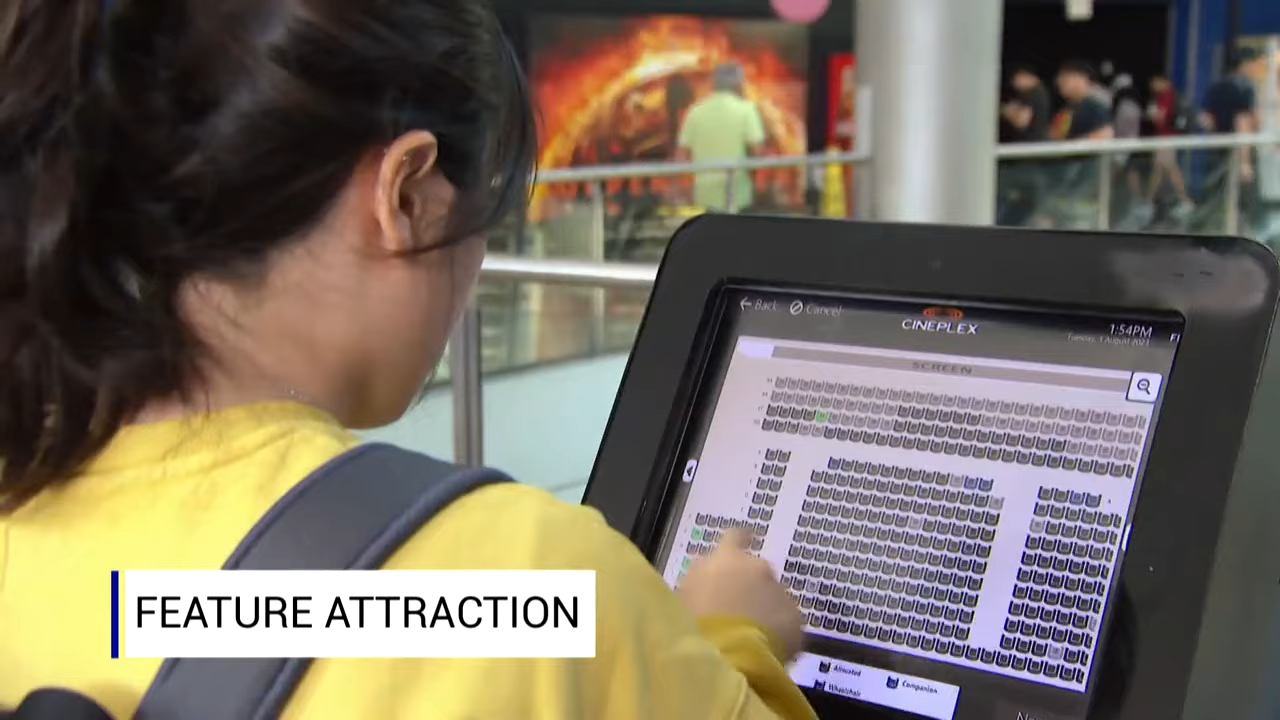 Back
Cancel
CINEPLEX
1:54PM
Tuesday, 1 August 2023
SCREEN
Allocated
Companion
Wheelchair
FEATURE ATTRACTION